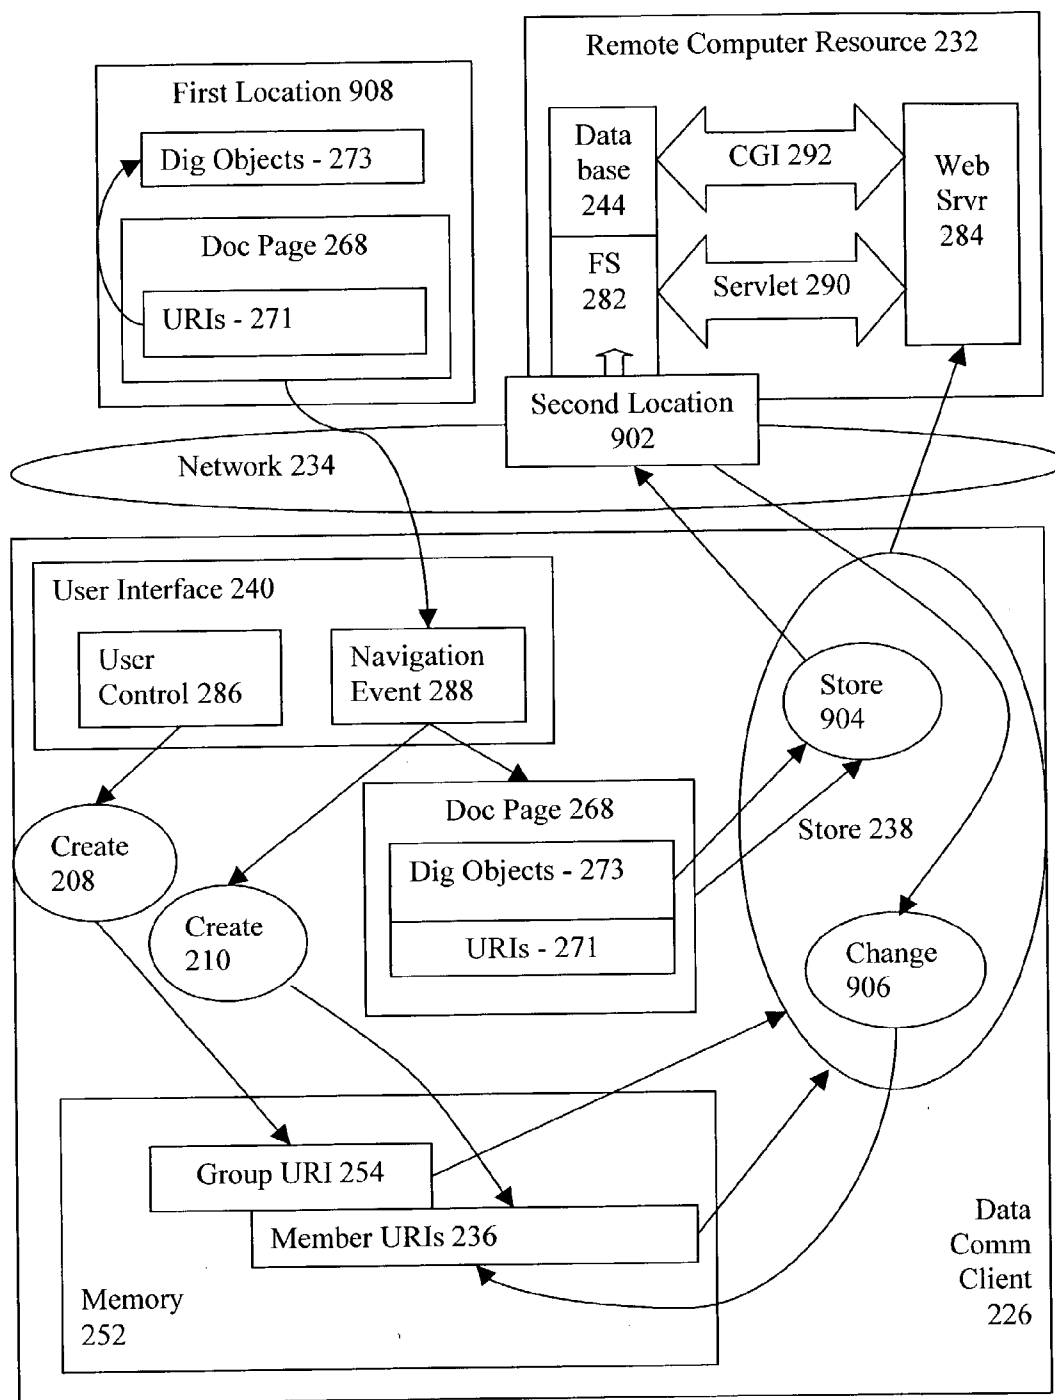 Remote Computer Resource 232
First Location 908
Dig Objects - 273
Doc Page 268
URIs - 271
Data
base
244
FS
282
CGI 292
Servlet 290
Web
Srvr
284
Second Location
902
Network 234
User Interface 240
User
Control 286
Navigation
Event 288
Store
904
Create
208
Create
210
Doc Page 268
Dig Objects - 273
URIs - 271
Store 238
Change
906
Group URI 254
Member URIs 236
Memory
252
Data
Comm
Client
226